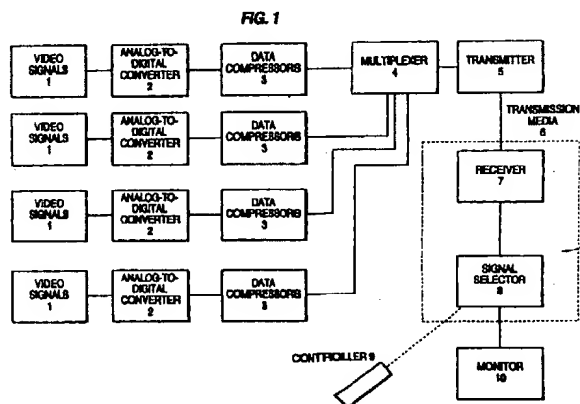 FIG. 1
VIDEO
SIGNALS
1
ANALOG-TO-
DIGITAL
CONVERTER
2
DATA
COMPRESSORS
3
MULTIPLEXER
4
TRANSMITTER
5
TRANSMISSION
MEDIA
6
VIDEO
SIGNALS
1
ANALOG-TO-
DIGITAL
CONVERTER
2
DATA
COMPRESSORS
3
RECEIVER
7
VIDEO
SIGNALS
1
ANALOG-TO-
DIGITAL
CONVERTER
2
DATA
COMPRESSORS
3
VIDEO
SIGNALS
1
ANALOG-TO-
DIGITAL
CONVERTER
2
DATA
COMPRESSORS
3
SIGNAL
SELECTOR
8
CONTROLLER 9
MONITOR
10